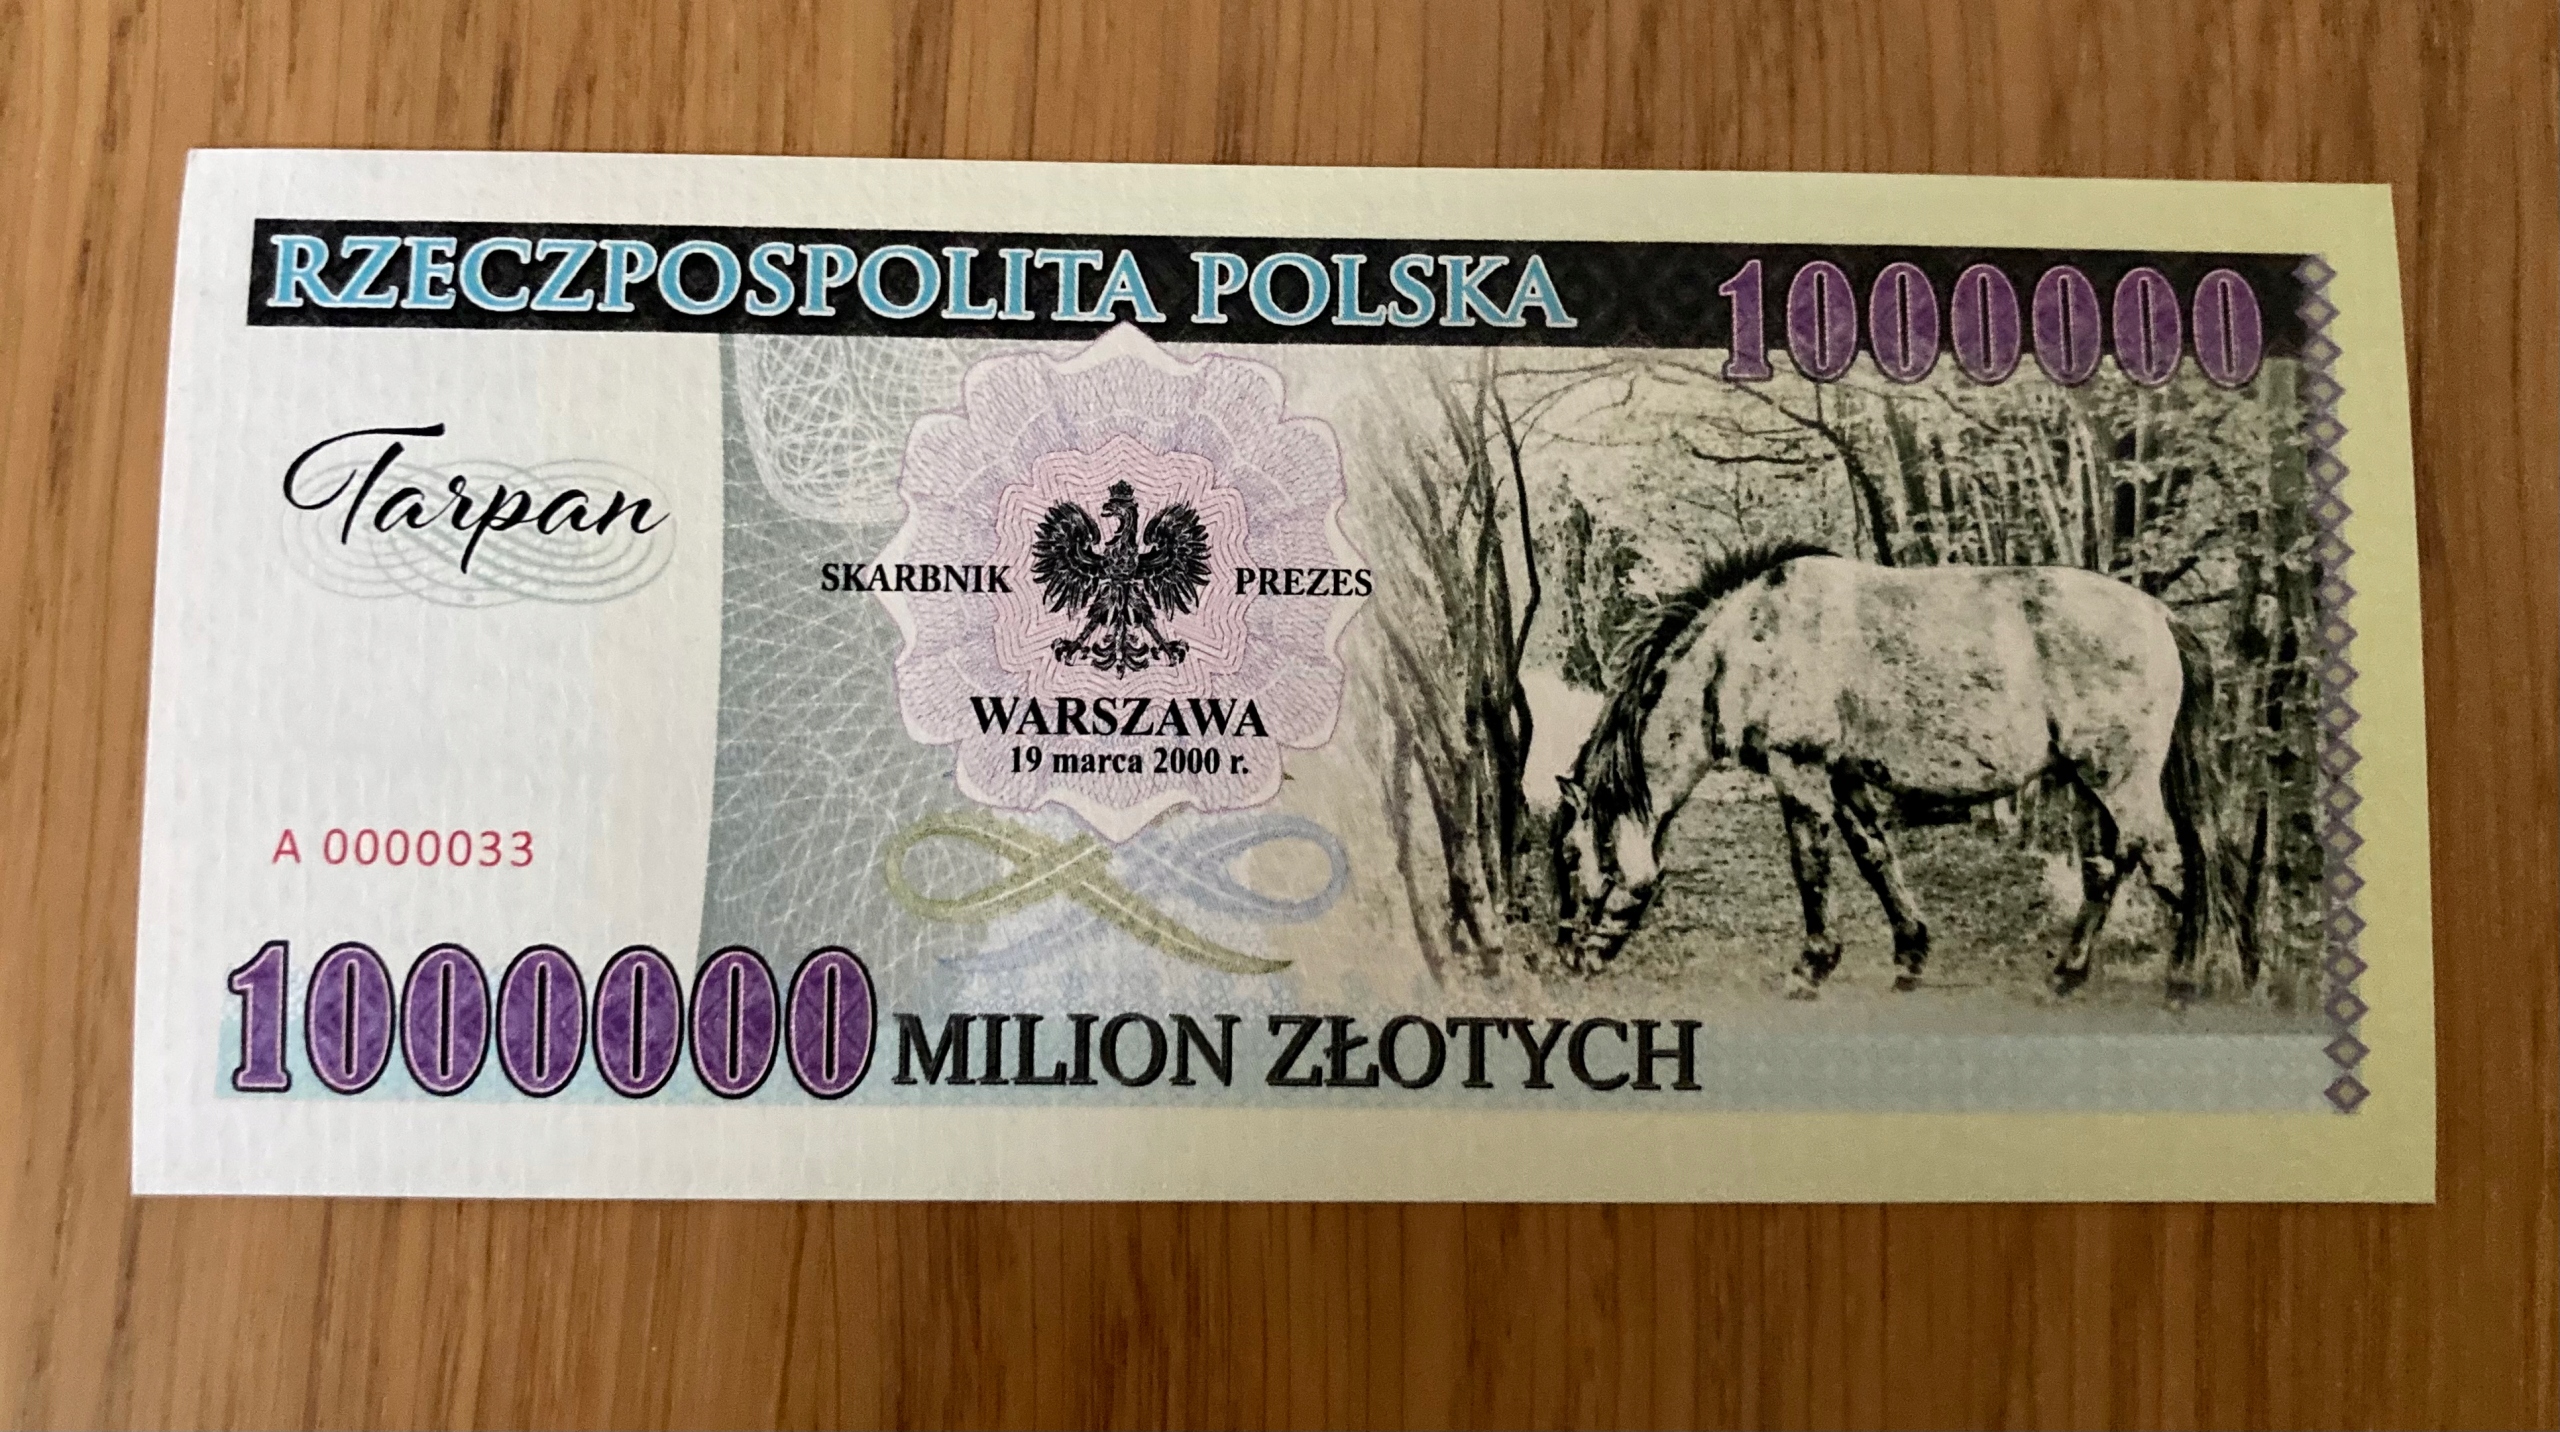 RZECZPOSPOLITA POLSKA 1000000
Tarpan
SKARBNIK PREZES
WARSZAWA
19 marca 2000 r.
A 0000033
1000000 MILION ZŁOTYCH